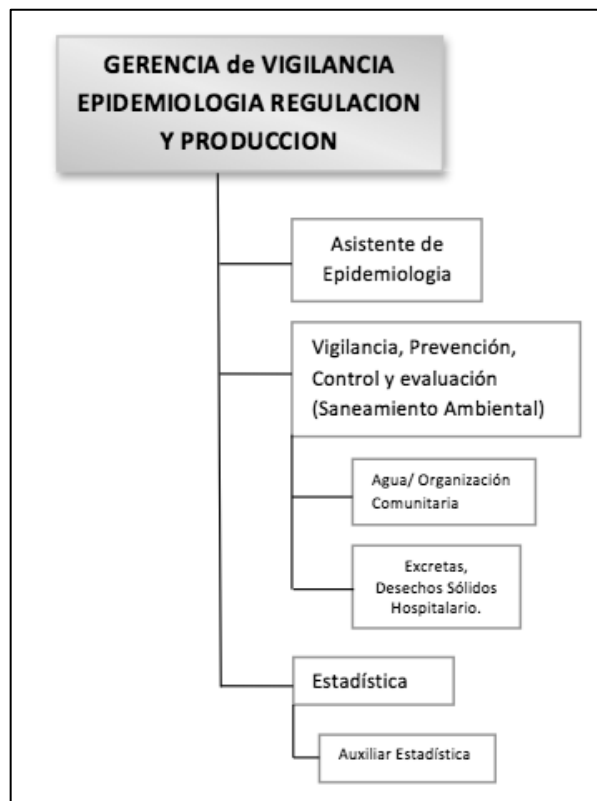 GERENCIA de VIGILANCIA
EPIDEMIOLOGIA REGULACION
Y PRODUCCION
Asistente de
Epidemiologia
Vigilancia, Prevención,
Control y evaluación
(Saneamiento Ambiental)
Agua/ Organización
Comunitaria
Excretas,
Desechos Sólidos
Hospitalario.
Estadística
Auxiliar Estadística